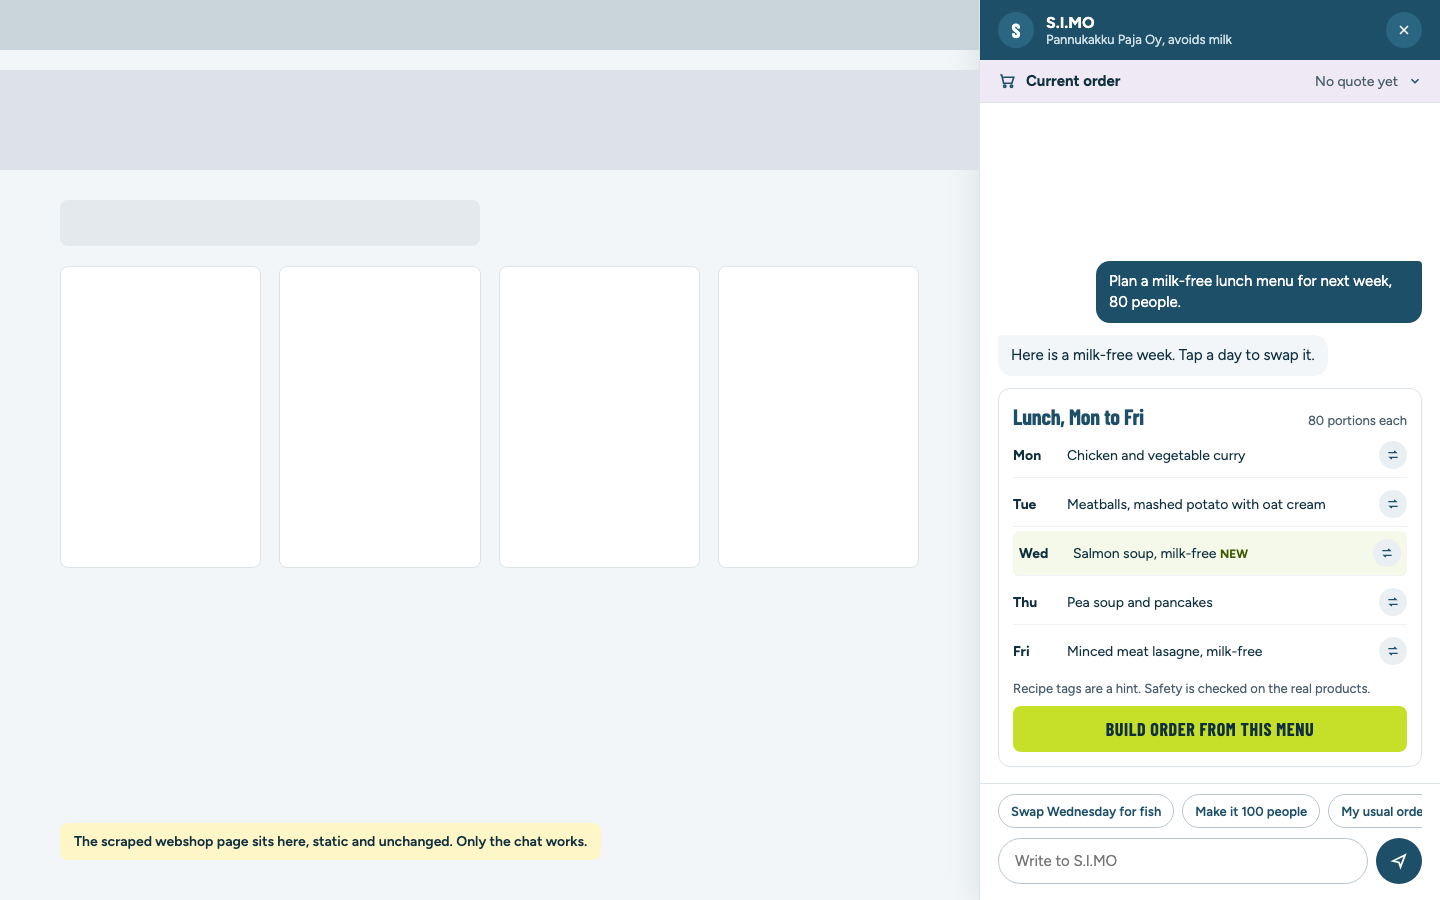 S
S.I.MO
Pannukakku Paja Oy, avoids milk
Current order
No quote yet
Plan a milk-free lunch menu for next week,
80 people.
Here is a milk-free week. Tap a day to swap it.
Lunch, Mon to Fri
80 portions each
Mon Chicken and vegetable curry
Tue Meatballs, mashed potato with oat cream
Wed Salmon soup, milk-free NEW
Thu Pea soup and pancakes
Fri Minced meat lasagne, milk-free
Recipe tags are a hint. Safety is checked on the real products.
BUILD ORDER FROM THIS MENU
Swap Wednesday for fish
Make it 100 people
My usual orde
Write to S.I.MO
The scraped webshop page sits here, static and unchanged. Only the chat works.